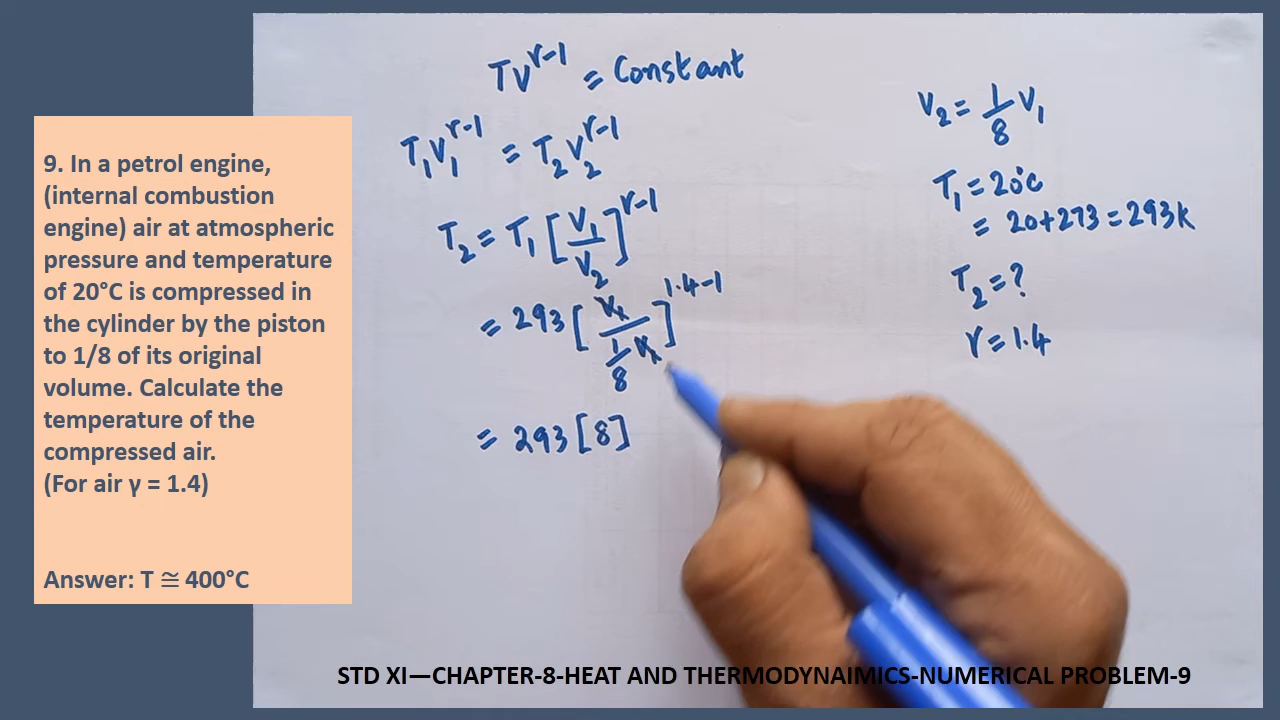 9. In a petrol engine,
(internal combustion
engine) air at atmospheric
pressure and temperature
of 20°C is compressed in
the cylinder by the piston
to 1/8 of its original
volume. Calculate the
temperature of the
compressed air.
(For air γ = 1.4)
Answer: T ≅ 400°C
TV^(r-1) = Constant
T₁V₁^(r-1) = T₂V₂^(r-1)
T₂ = T₁ [V₁/V₂]^(r-1)
= 293 [V₁ / (1/8 V₁)]^(1.4-1)
= 293 [8]
V₂ = 1/8 V₁
T₁ = 20°c
= 20+273 = 293k
T₂ = ?
r = 1.4
STD XI—CHAPTER-8-HEAT AND THERMODYNAIMICS-NUMERICAL PROBLEM-9